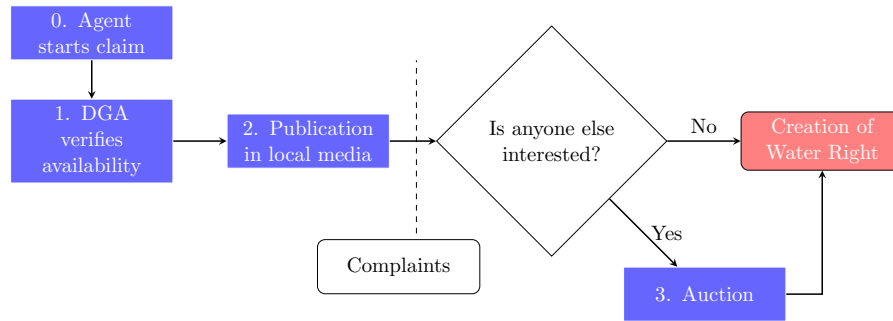 0. Agent
starts claim
1. DGA
verifies
availability
2. Publication
in local media
Complaints
Is anyone else
interested?
No
Yes
3. Auction
Creation of
Water Right